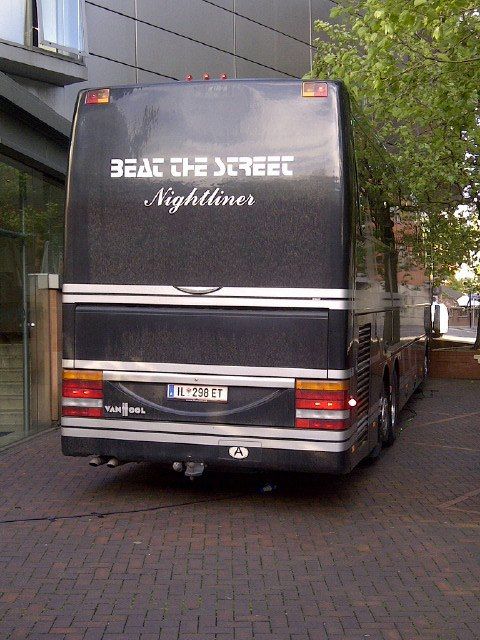 BEAT THE STREET
Nightliner
IL 298 ET
VAN HOOL
A